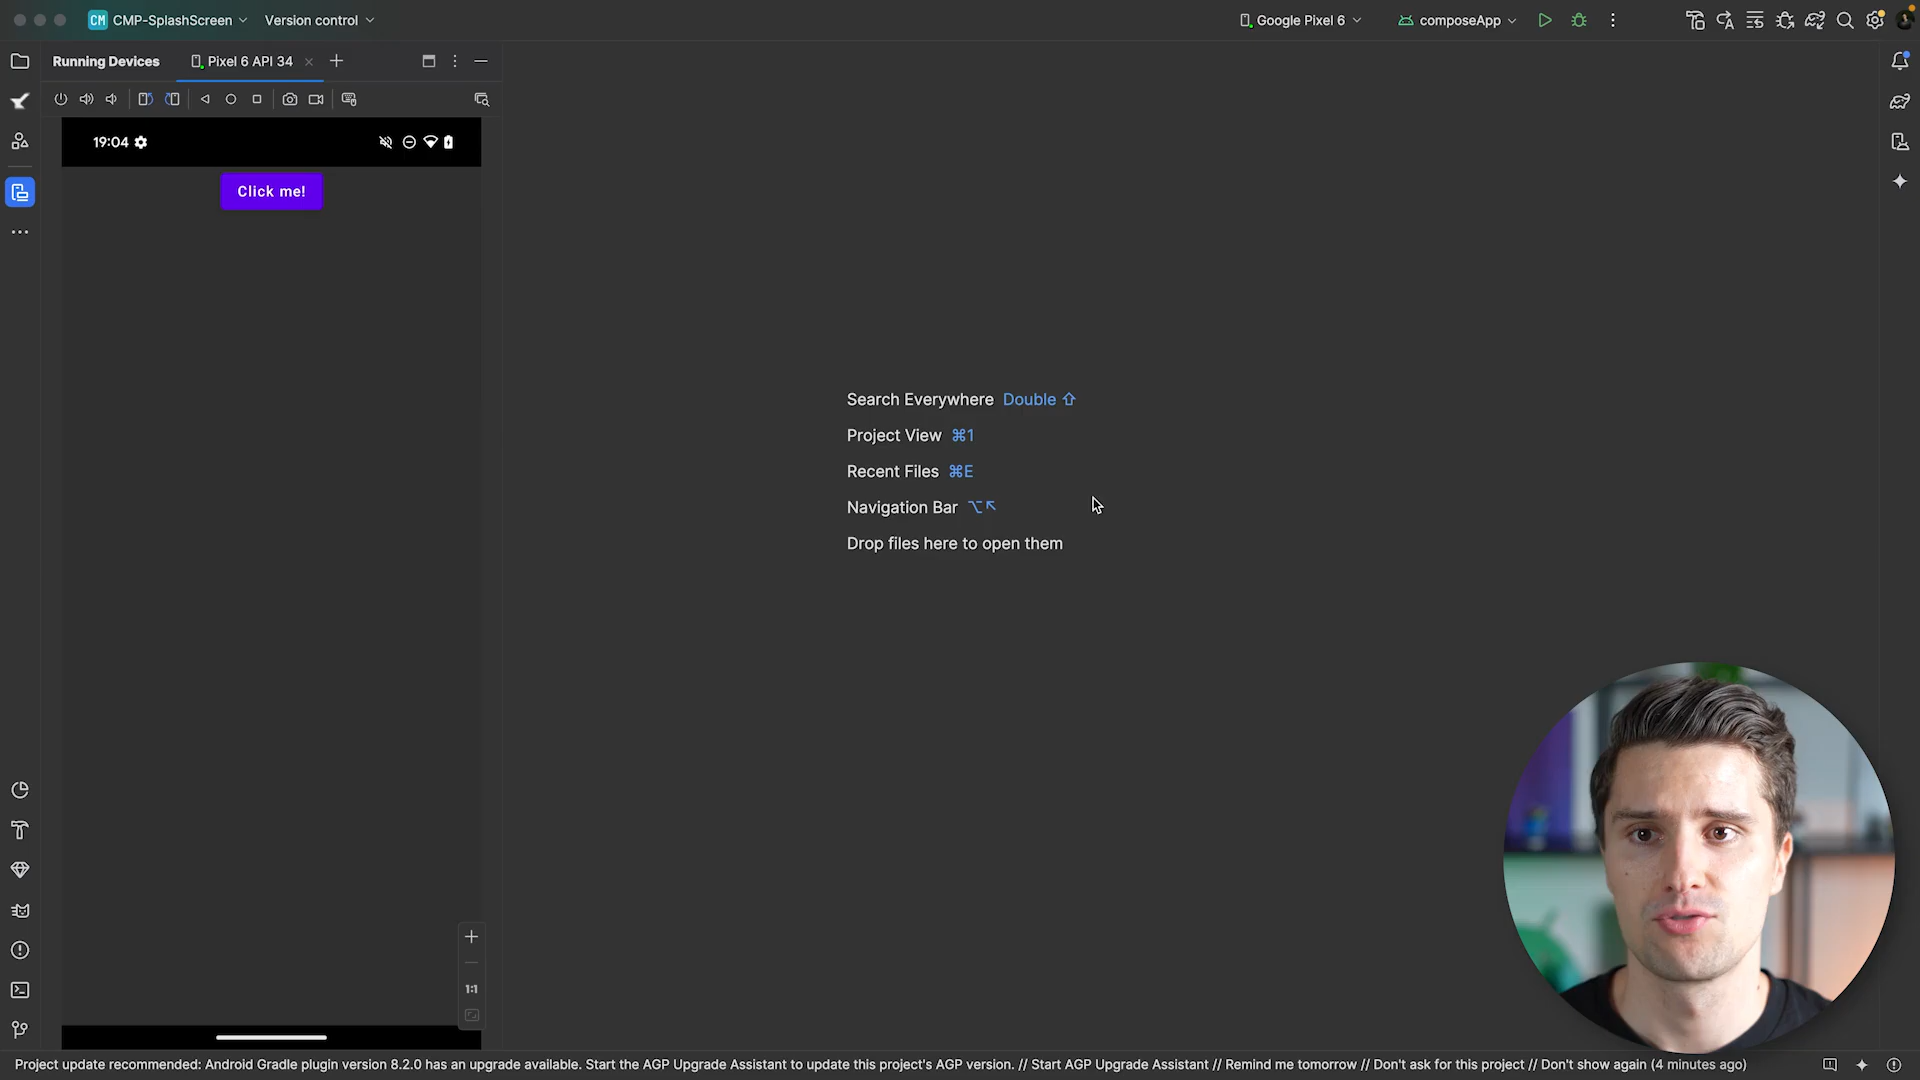 CM CMP-SplashScreen Version control Google Pixel 6 composeApp
Running Devices Pixel 6 API 34
19:04
Click me!
Search Everywhere Double ⇧
Project View ⌘1
Recent Files ⌘E
Navigation Bar ⌥↖
Drop files here to open them
1:1
Project update recommended: Android Gradle plugin version 8.2.0 has an upgrade available. Start the AGP Upgrade Assistant to update this project's AGP version. // Start AGP Upgrade Assistant // Remind me tomorrow // Don't ask for this project // Don't show again (4 minutes ago)